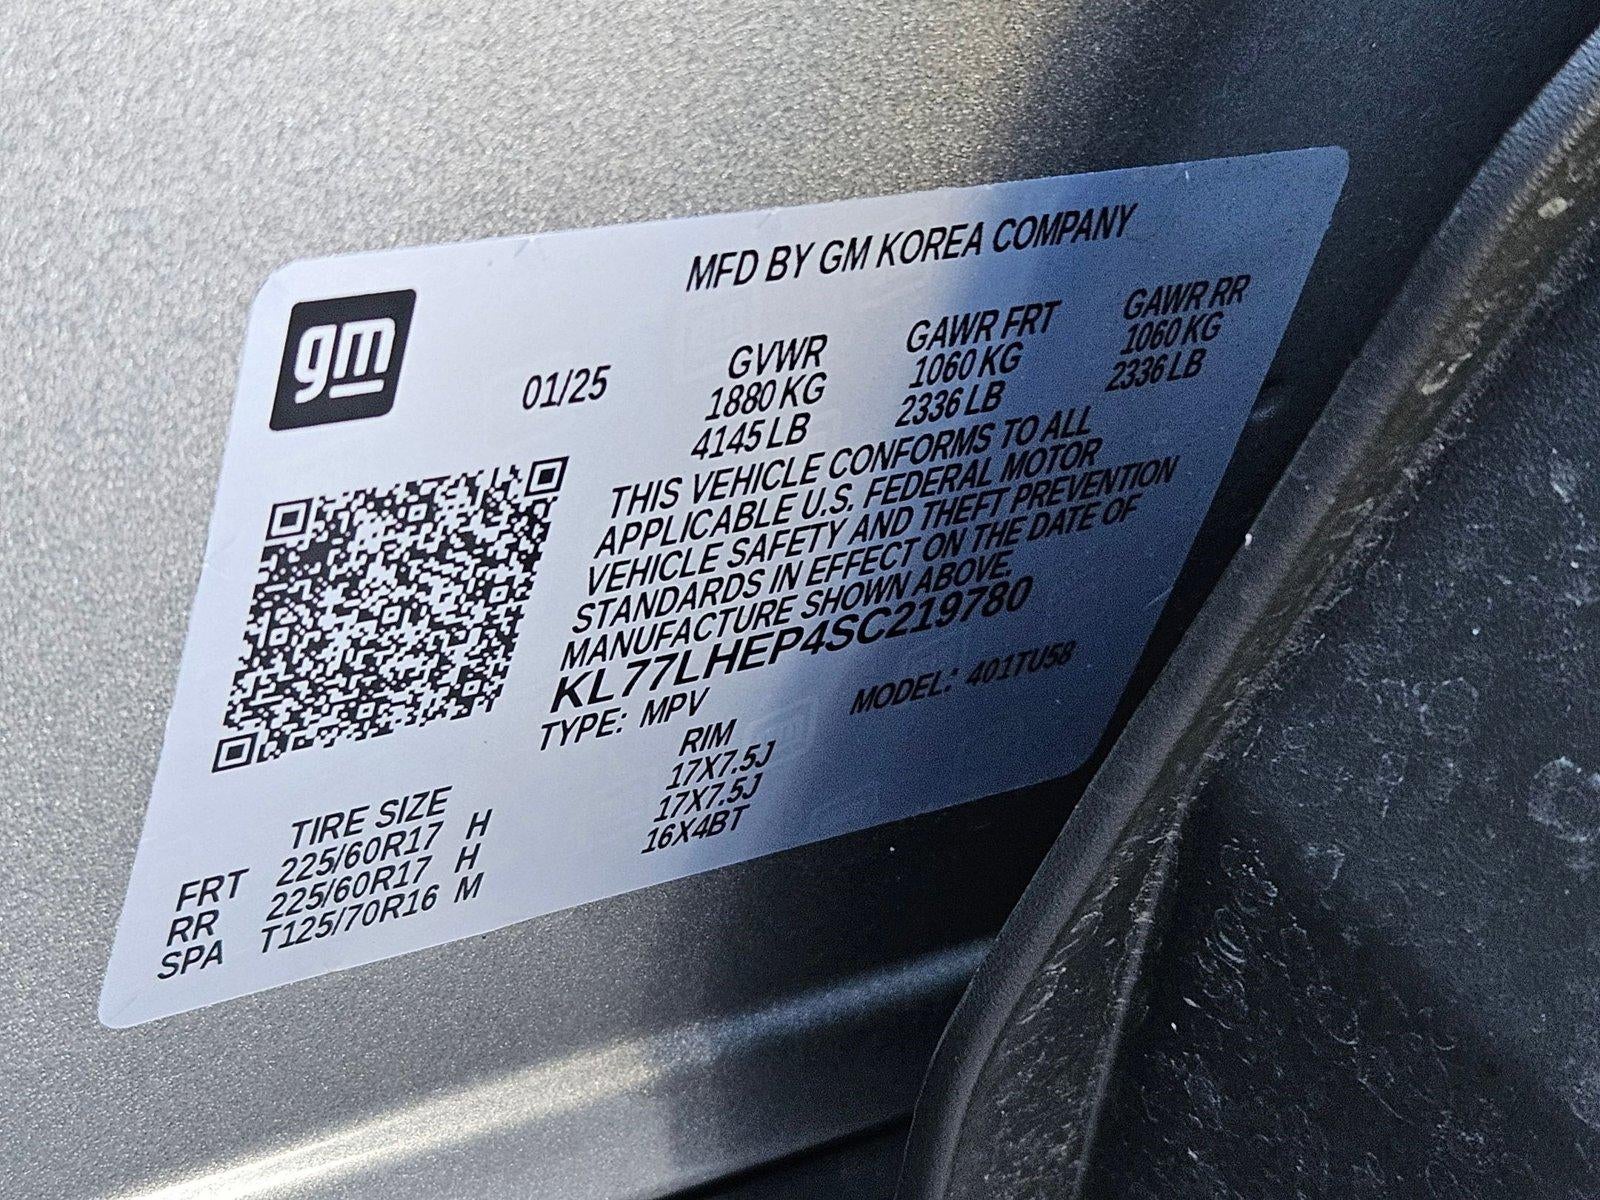 gm
MFD BY GM KOREA COMPANY
01/25
GVWR GAWR FRT GAWR RR
1880 KG 1060 KG 1060 KG
4145 LB 2336 LB 2336 LB
THIS VEHICLE CONFORMS TO ALL
APPLICABLE U.S. FEDERAL MOTOR
VEHICLE SAFETY AND THEFT PREVENTION
STANDARDS IN EFFECT ON THE DATE OF
MANUFACTURE SHOWN ABOVE
KL77LHEP4SC219780
TYPE: MPV MODEL: 401TU58
TIRE SIZE RIM
FRT 225/60R17 H 17X7.5J
RR 225/60R17 H 17X7.5J
SPA T125/70R16 M 16X4BT